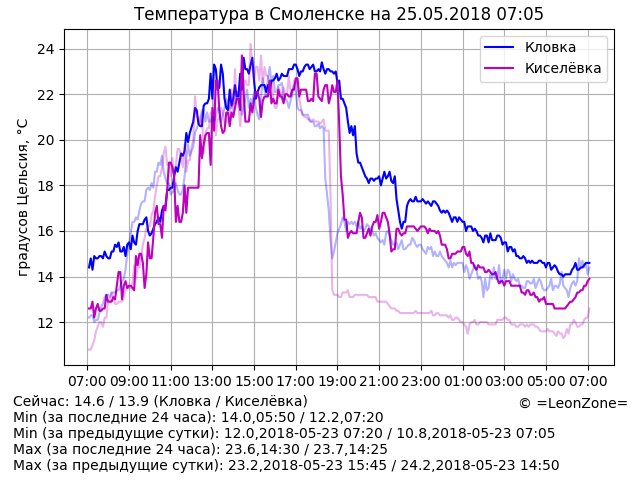 Температура в Смоленске на 25.05.2018 07:05
градусов Цельсия, °C
24
22
20
18
16
14
12
Кловка
Киселёвка
07:00 09:00 11:00 13:00 15:00 17:00 19:00 21:00 23:00 01:00 03:00 05:00 07:00
Сейчас: 14.6 / 13.9 (Кловка / Киселёвка)
© =LeonZone=
Min (за последние 24 часа): 14.0,05:50 / 12.2,07:20
Min (за предыдущие сутки): 12.0,2018-05-23 07:20 / 10.8,2018-05-23 07:05
Max (за последние 24 часа): 23.6,14:30 / 23.7,14:25
Max (за предыдущие сутки): 23.2,2018-05-23 15:45 / 24.2,2018-05-23 14:50